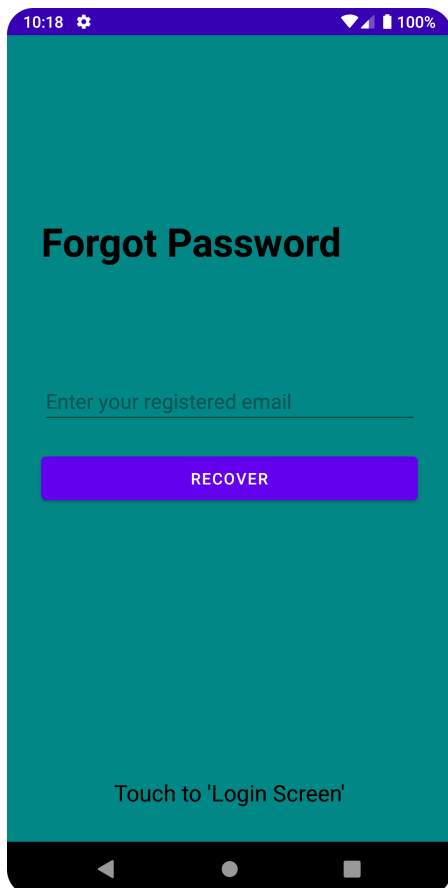 10:18 100%
Forgot Password
Enter your registered email
RECOVER
Touch to 'Login Screen'